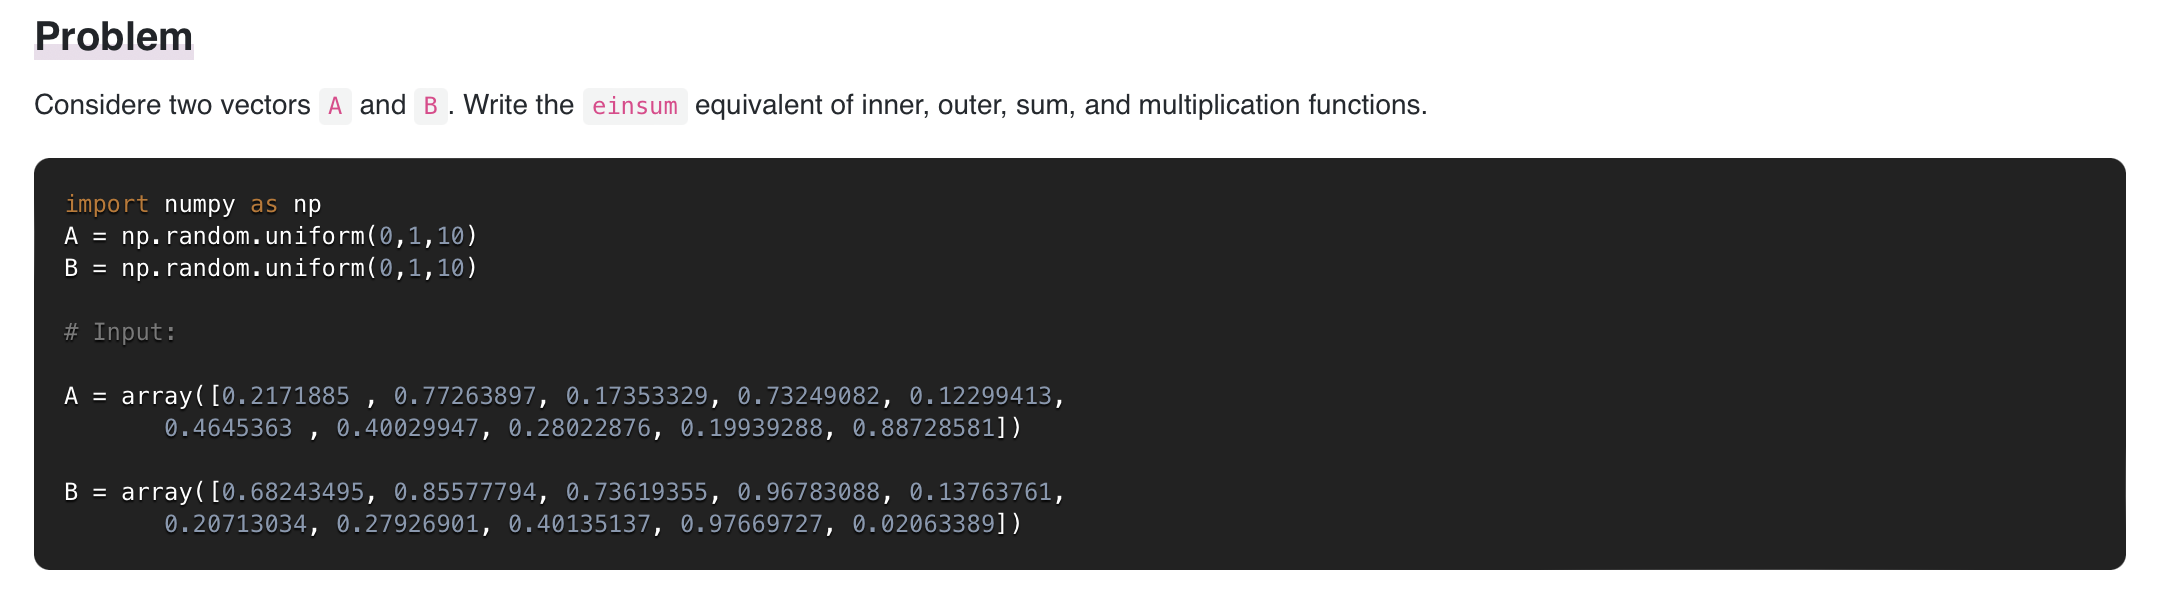 Problem
Considere two vectors A and B. Write the einsum equivalent of inner, outer, sum, and multiplication functions.
import numpy as np
A = np.random.uniform(0,1,10)
B = np.random.uniform(0,1,10)
# Input:
A = array([0.2171885 , 0.77263897, 0.17353329, 0.73249082, 0.12299413,
       0.4645363 , 0.40029947, 0.28022876, 0.19939288, 0.88728581])
B = array([0.68243495, 0.85577794, 0.73619355, 0.96783088, 0.13763761,
       0.20713034, 0.27926901, 0.40135137, 0.97669727, 0.02063389])